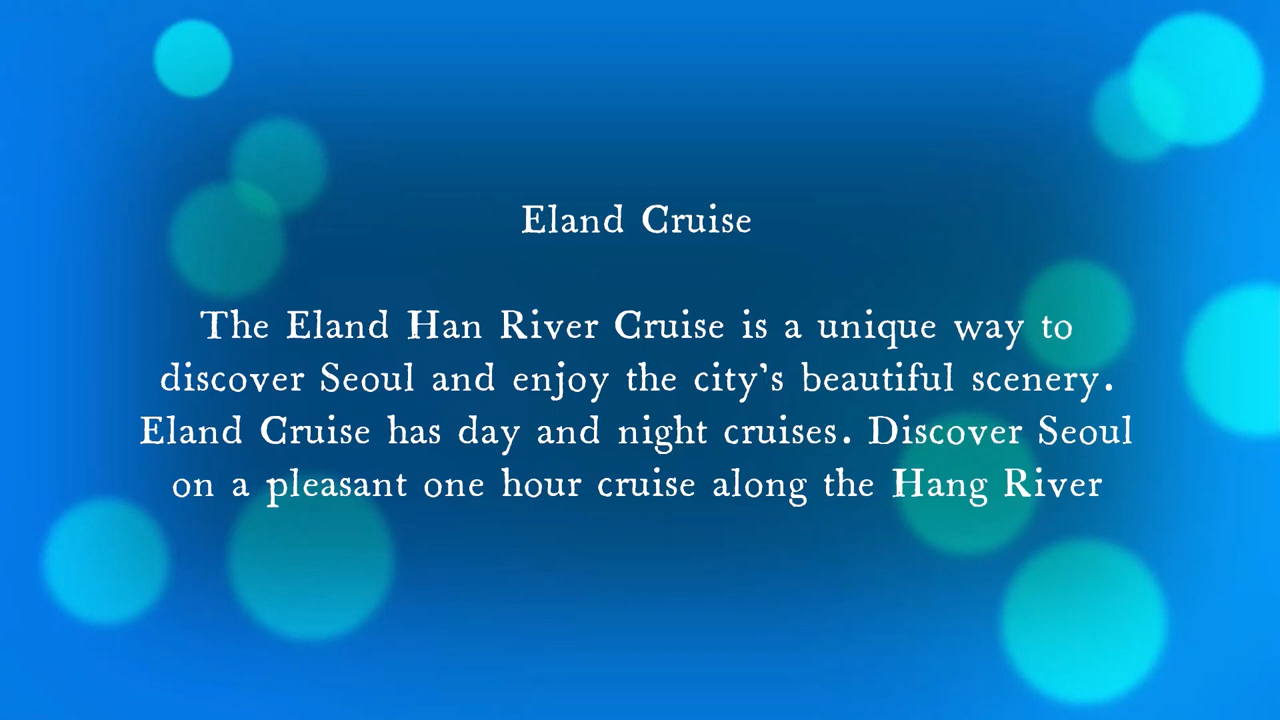 Eland Cruise
The Eland Han River Cruise is a unique way to
discover Seoul and enjoy the city's beautiful scenery.
Eland Cruise has day and night cruises. Discover Seoul
on a pleasant one hour cruise along the Hang River